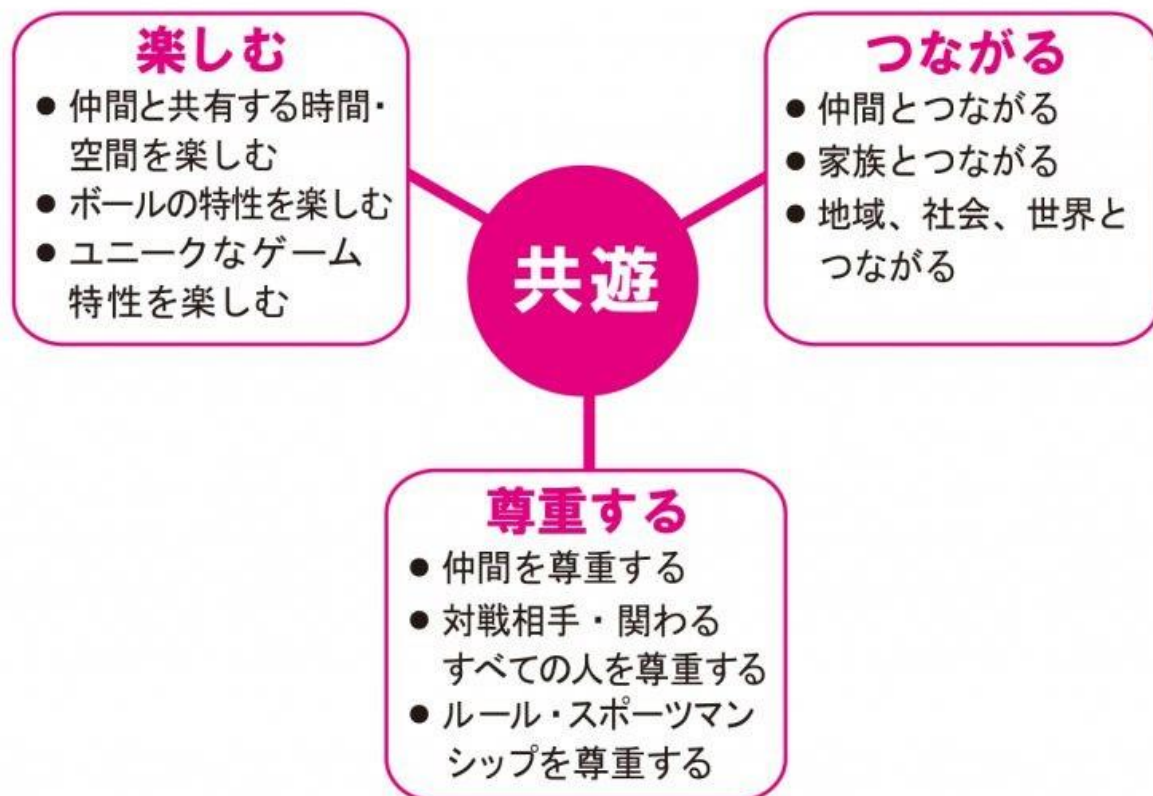 楽しむ
● 仲間と共有する時間・
空間を楽しむ
● ボールの特性を楽しむ
● ユニークなゲーム
特性を楽しむ
つながる
● 仲間とつながる
● 家族とつながる
● 地域、社会、世界と
つながる
共遊
尊重する
● 仲間を尊重する
● 対戦相手・関わる
すべての人を尊重する
● ルール・スポーツマン
シップを尊重する